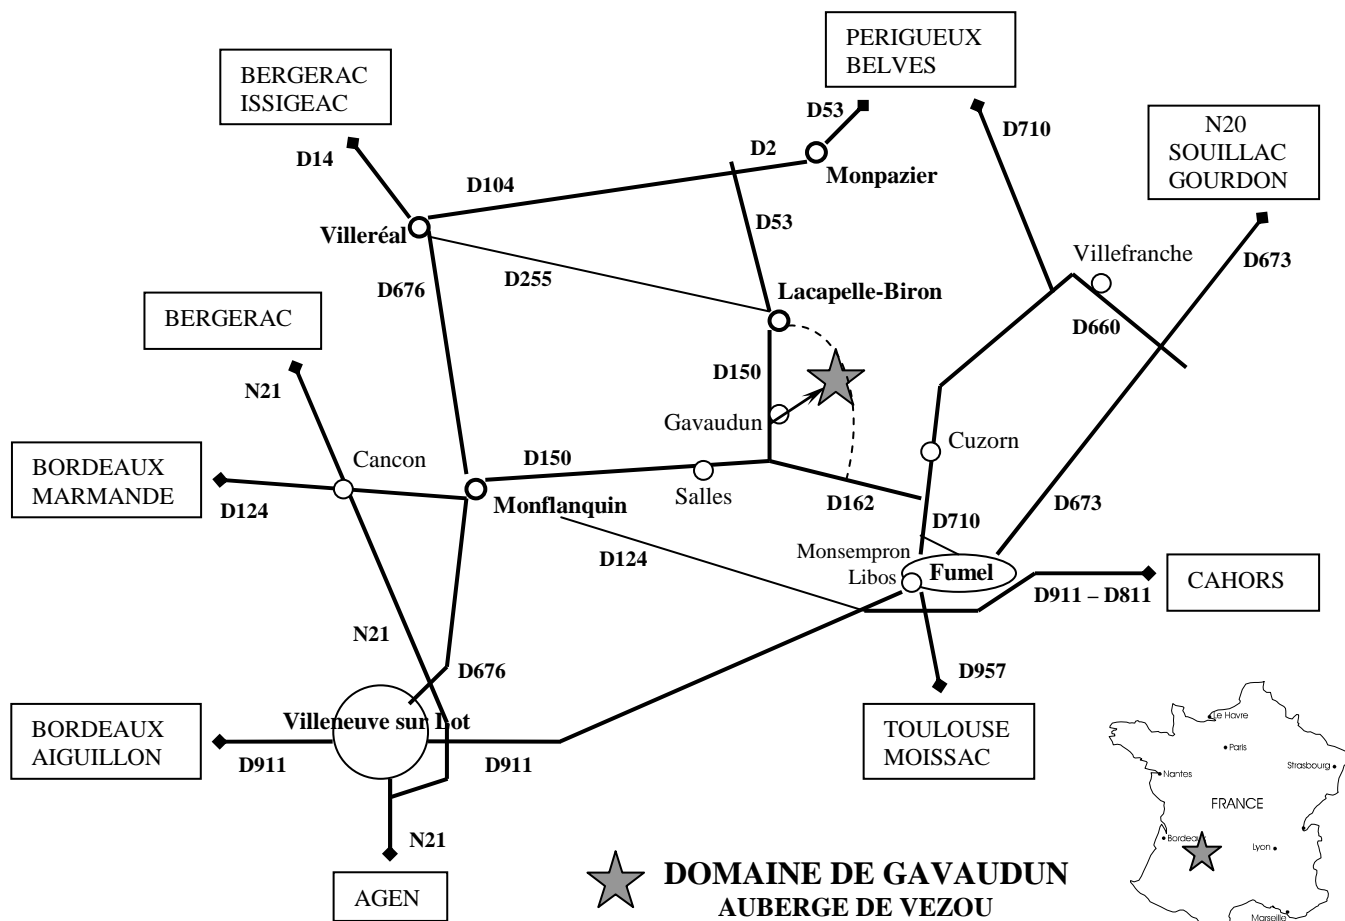 PERIGUEUX
BELVES
BERGERAC
ISSIGEAC
D53
D710
N20
SOUILLAC
GOURDON
D14
D2
Monpazier
D104
Villeréal
D53
Villefranche
D673
D676
D255
Lacapelle-Biron
BERGERAC
D660
D150
N21
Gavaudun
Cuzorn
BORDEAUX
MARMANDE
Cancon
D150
D124
Monflanquin
Salles
D162
D673
D710
D124
Monsempron
Libos
Fumel
D911 – D811
CAHORS
N21
D676
D957
BORDEAUX
AIGUILLON
Villeneuve sur Lot
D911
D911
TOULOUSE
MOISSAC
Le Havre
Paris
Strasbourg
Nantes
FRANCE
Bordeaux
Lyon
Marseille
N21
AGEN
DOMAINE DE GAVAUDUN
AUBERGE DE VEZOU